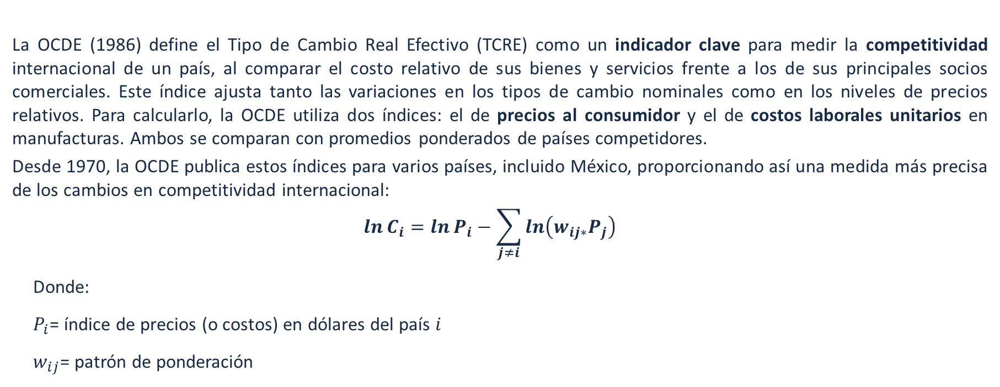 La OCDE (1986) define el Tipo de Cambio Real Efectivo (TCRE) como un indicador clave para medir la competitividad
internacional de un país, al comparar el costo relativo de sus bienes y servicios frente a los de sus principales socios
comerciales. Este índice ajusta tanto las variaciones en los tipos de cambio nominales como en los niveles de precios
relativos. Para calcularlo, la OCDE utiliza dos índices: el de precios al consumidor y el de costos laborales unitarios en
manufacturas. Ambos se comparan con promedios ponderados de países competidores.
Desde 1970, la OCDE publica estos índices para varios países, incluido México, proporcionando así una medida más precisa
de los cambios en competitividad internacional:
ln C_i = ln P_i − ∑_{j≠i} ln(w_{ij*}P_j)
Donde:
P_i= índice de precios (o costos) en dólares del país i
w_{ij}= patrón de ponderación